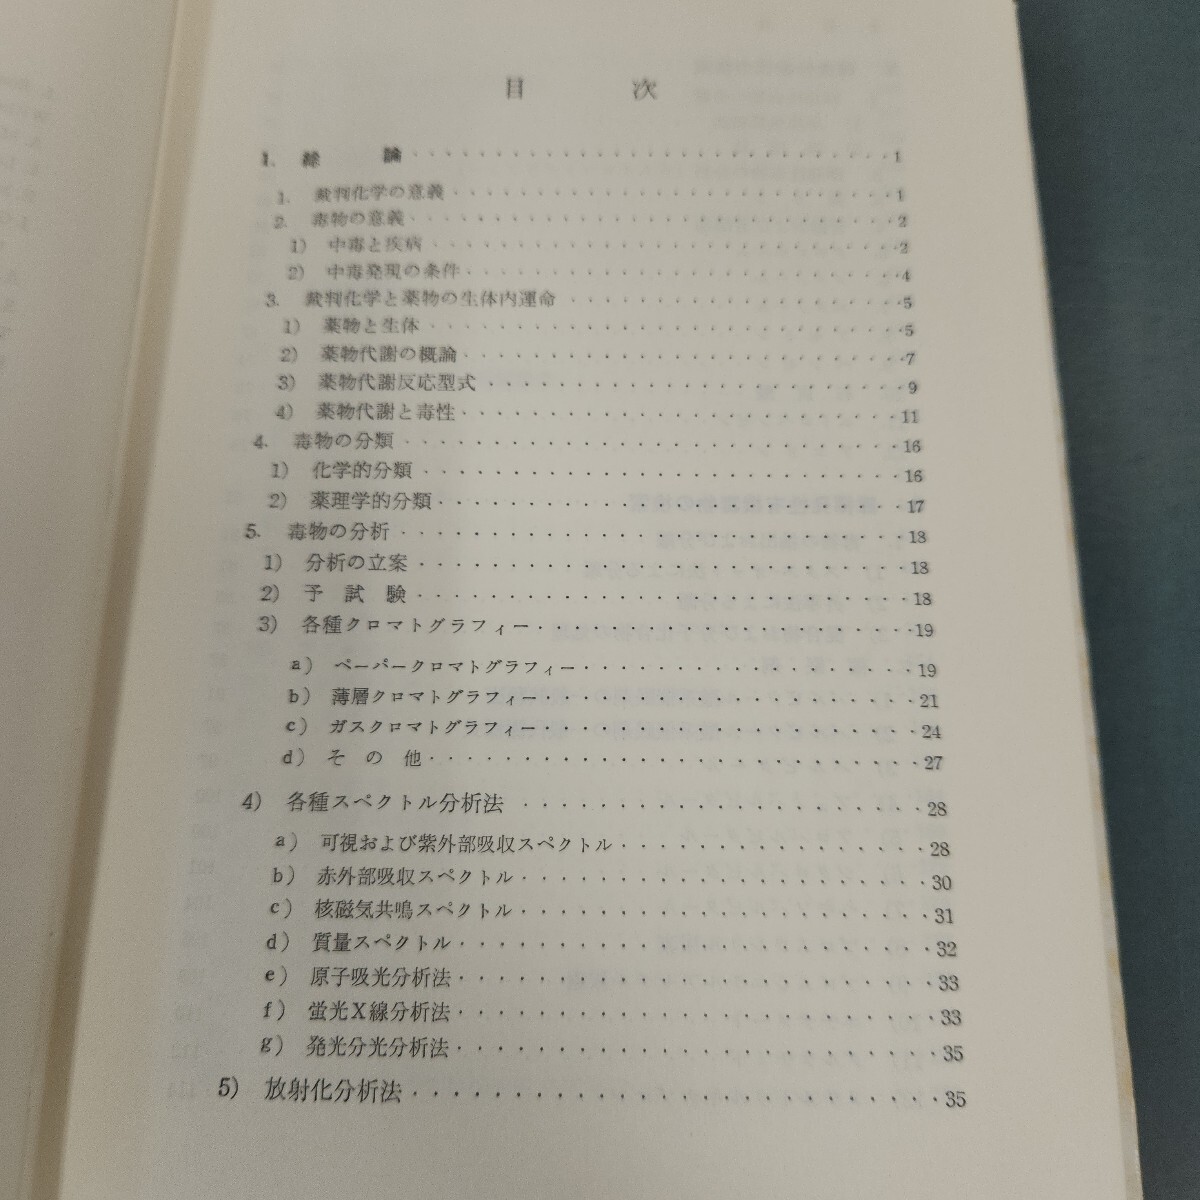 目　次
1. 総　論 1
1. 裁判化学の意義 1
2. 毒物の意義 2
1) 中毒と疾病 2
2) 中毒発現の条件 4
3. 裁判化学と薬物の生体内運命 5
1) 薬物と生体 5
2) 薬物代謝の概論 7
3) 薬物代謝反応型式 9
4) 薬物代謝と毒性 11
4. 毒物の分類 16
1) 化学的分類 16
2) 薬理学的分類 17
5. 毒物の分析 18
1) 分析の立案 18
2) 予試験 18
3) 各種クロマトグラフィー 19
a) ペーパークロマトグラフィー 19
b) 薄層クロマトグラフィー 21
c) ガスクロマトグラフィー 24
d) その他 27
4) 各種スペクトル分析法 28
a) 可視および紫外部吸収スペクトル 28
b) 赤外部吸収スペクトル 30
c) 核磁気共鳴スペクトル 31
d) 質量スペクトル 32
e) 原子吸光分析法 33
f) 蛍光X線分析法 33
g) 発光分光分析法 35
5) 放射化分析法 35